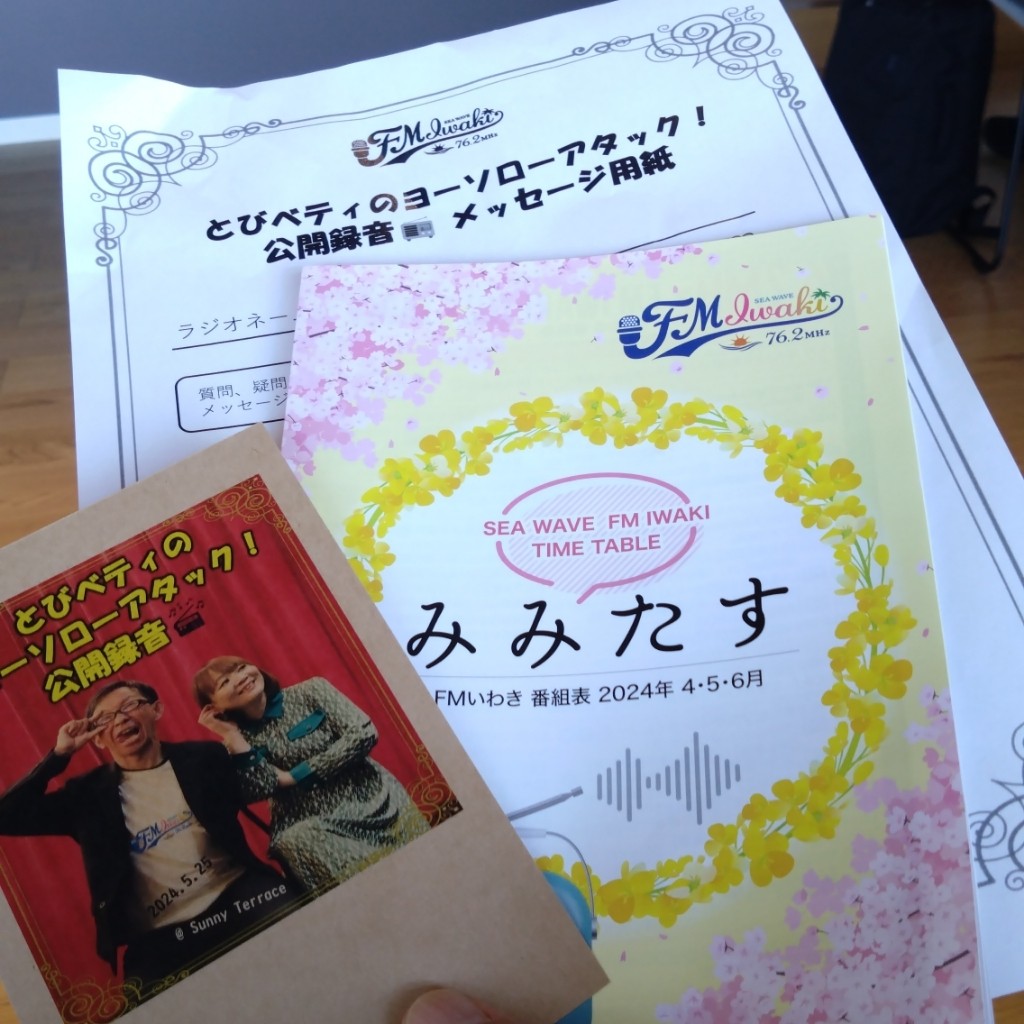 SEA WAVE
FM Iwaki
76.2MHz
とびベティのヨーソローアタック！
公開録音 メッセージ用紙
ラジオネー
質問、疑問
メッセージ
SEA WAVE
FM Iwaki
76.2MHz
SEA WAVE FM IWAKI
TIME TABLE
みみたす
FMいわき 番組表 2024年 4・5・6月
とびベティの
ーソローアタック！
公開録音
FM Iwaki
2024.5.25
@ Sunny Terrace